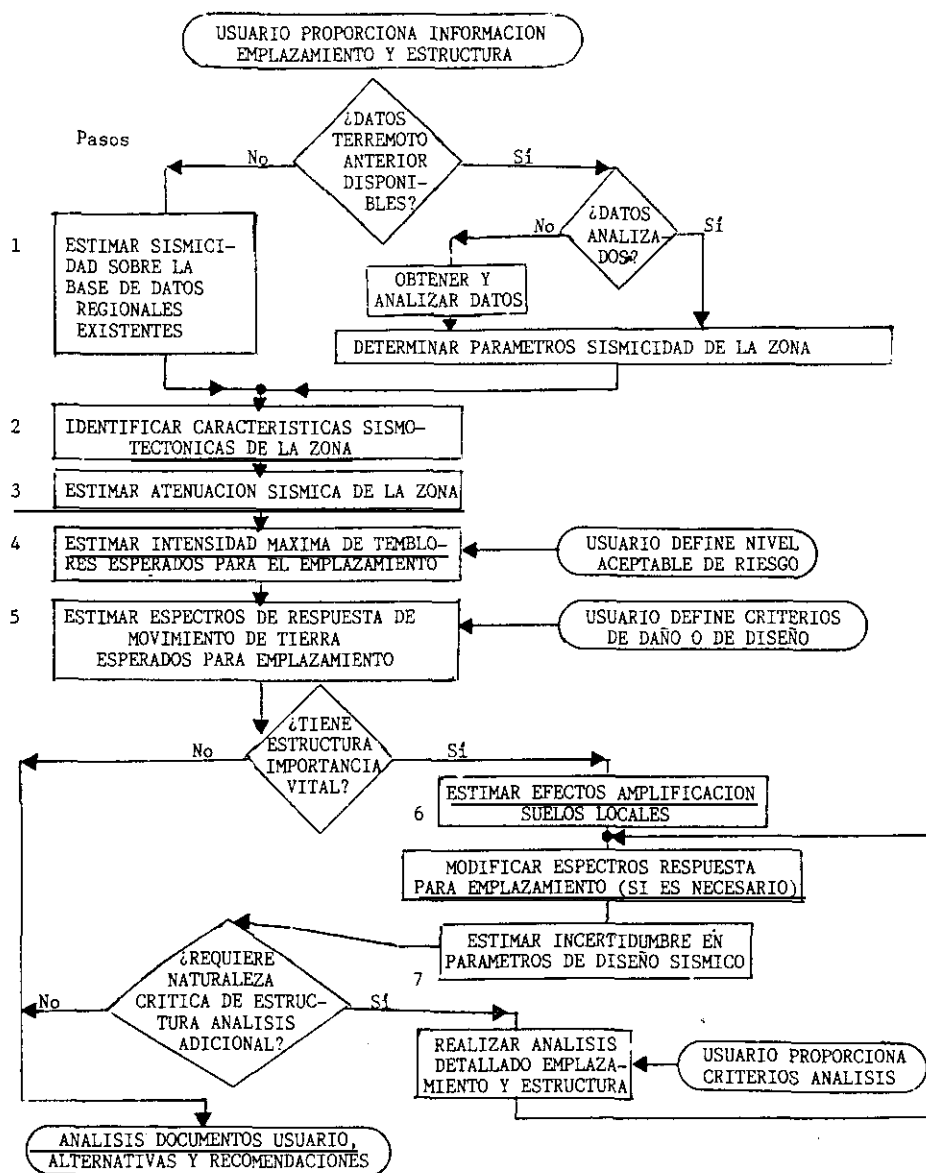 USUARIO PROPORCIONA INFORMACION
EMPLAZAMIENTO Y ESTRUCTURA
Pasos
¿DATOS
TERREMOTO
ANTERIOR
DISPONI-
BLES?
No
Sí
¿DATOS
ANALIZA-
DOS?
No
Sí
1
ESTIMAR SISMICI-
DAD SOBRE LA
BASE DE DATOS
REGIONALES
EXISTENTES
OBTENER Y
ANALIZAR DATOS
DETERMINAR PARAMETROS SISMICIDAD DE LA ZONA
2
IDENTIFICAR CARACTERISTICAS SISMO-
TECTONICAS DE LA ZONA
3
ESTIMAR ATENUACION SISMICA DE LA ZONA
4
ESTIMAR INTENSIDAD MAXIMA DE TEMBLO-
RES ESPERADOS PARA EL EMPLAZAMIENTO
USUARIO DEFINE NIVEL
ACEPTABLE DE RIESGO
5
ESTIMAR ESPECTROS DE RESPUESTA DE
MOVIMIENTO DE TIERRA
ESPERADOS PARA EMPLAZAMIENTO
USUARIO DEFINE CRITERIOS
DE DAÑO O DE DISEÑO
¿TIENE
ESTRUCTURA
IMPORTANCIA
VITAL?
No
Sí
6
ESTIMAR EFECTOS AMPLIFICACION
SUELOS LOCALES
MODIFICAR ESPECTROS RESPUESTA
PARA EMPLAZAMIENTO (SI ES NECESARIO)
7
ESTIMAR INCERTIDUMBRE EN
PARAMETROS DE DISEÑO SISMICO
¿REQUIERE
NATURALEZA
CRITICA DE ESTRUC-
TURA ANALISIS
ADICIONAL?
No
Sí
REALIZAR ANALISIS
DETALLADO EMPLAZA-
MIENTO Y ESTRUCTURA
USUARIO PROPORCIONA
CRITERIOS ANALISIS
ANALISIS DOCUMENTOS USUARIO,
ALTERNATIVAS Y RECOMENDACIONES